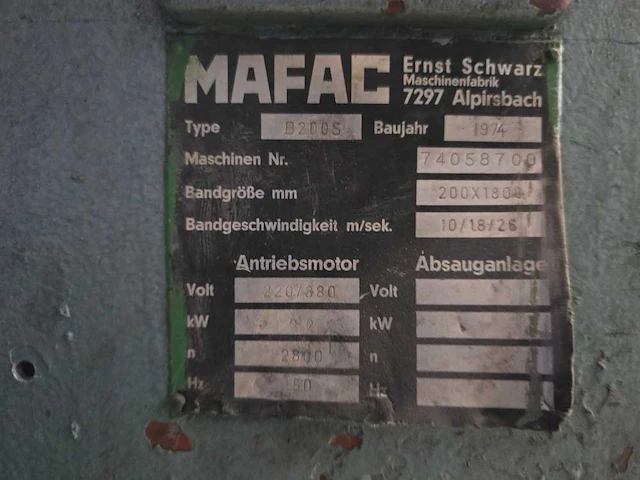 MAFAC Ernst Schwarz
Maschinenfabrik
7297 Alpirsbach
Type B200S Baujahr 1974
Maschinen Nr. 74058700
Bandgröße mm 200X1800
Bandgeschwindigkeit m/sek. 10/18/26
Antriebsmotor Absauganlage
Volt 220/380 Volt
kW kW
n 2800 n
Hz 50 Hz